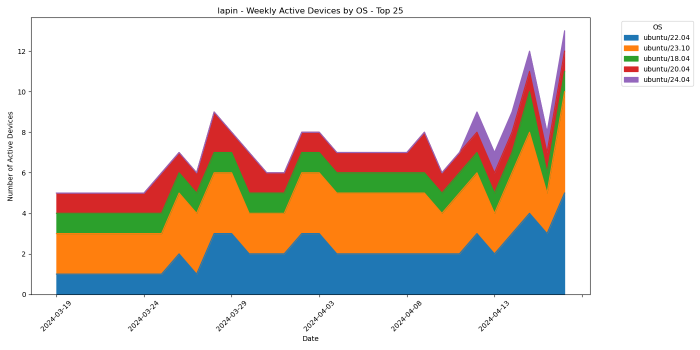 lapin - Weekly Active Devices by OS - Top 25
Number of Active Devices
14
12
10
8
6
4
2
0
2024-03-19
2024-03-24
2024-03-29
2024-04-03
2024-04-08
2024-04-13
Date
OS
ubuntu/22.04
ubuntu/23.10
ubuntu/18.04
ubuntu/20.04
ubuntu/24.04